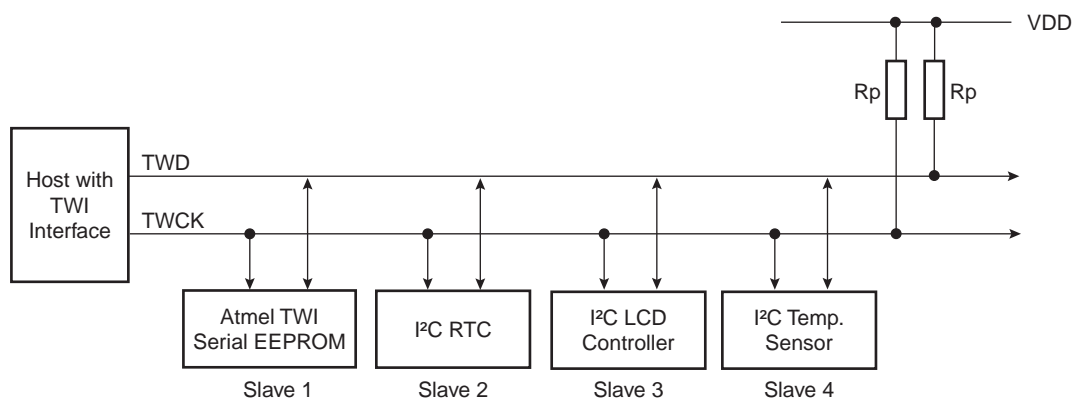 VDD
Rp
Rp
Host with
TWI
Interface
TWD
TWCK
Atmel TWI
Serial EEPROM
I²C RTC
I²C LCD
Controller
I²C Temp.
Sensor
Slave 1
Slave 2
Slave 3
Slave 4